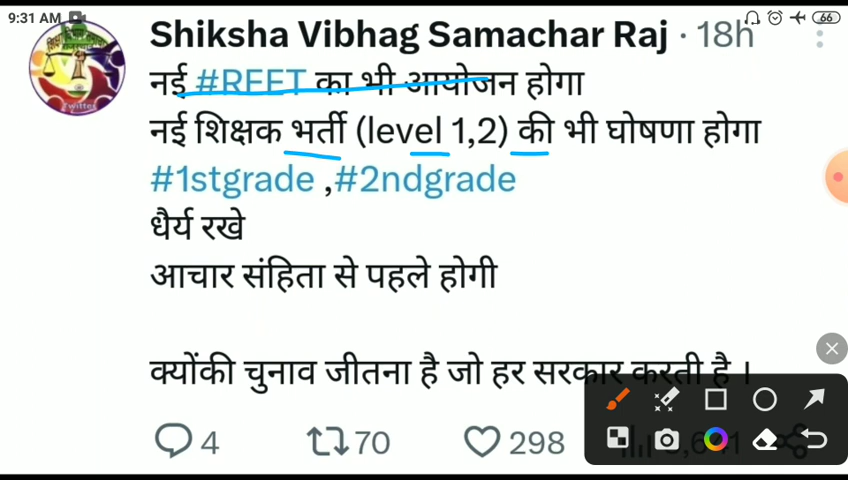 9:31 AM
66
Shiksha Vibhag Samachar Raj · 18h
नई #REET का भी आयोजन होगा
नई शिक्षक भर्ती (level 1,2) की भी घोषणा होगा
#1stgrade ,#2ndgrade
धैर्य रखे
आचार संहिता से पहले होगी
क्योंकी चुनाव जीतना है जो हर सरकार करती है ।
4 70 298